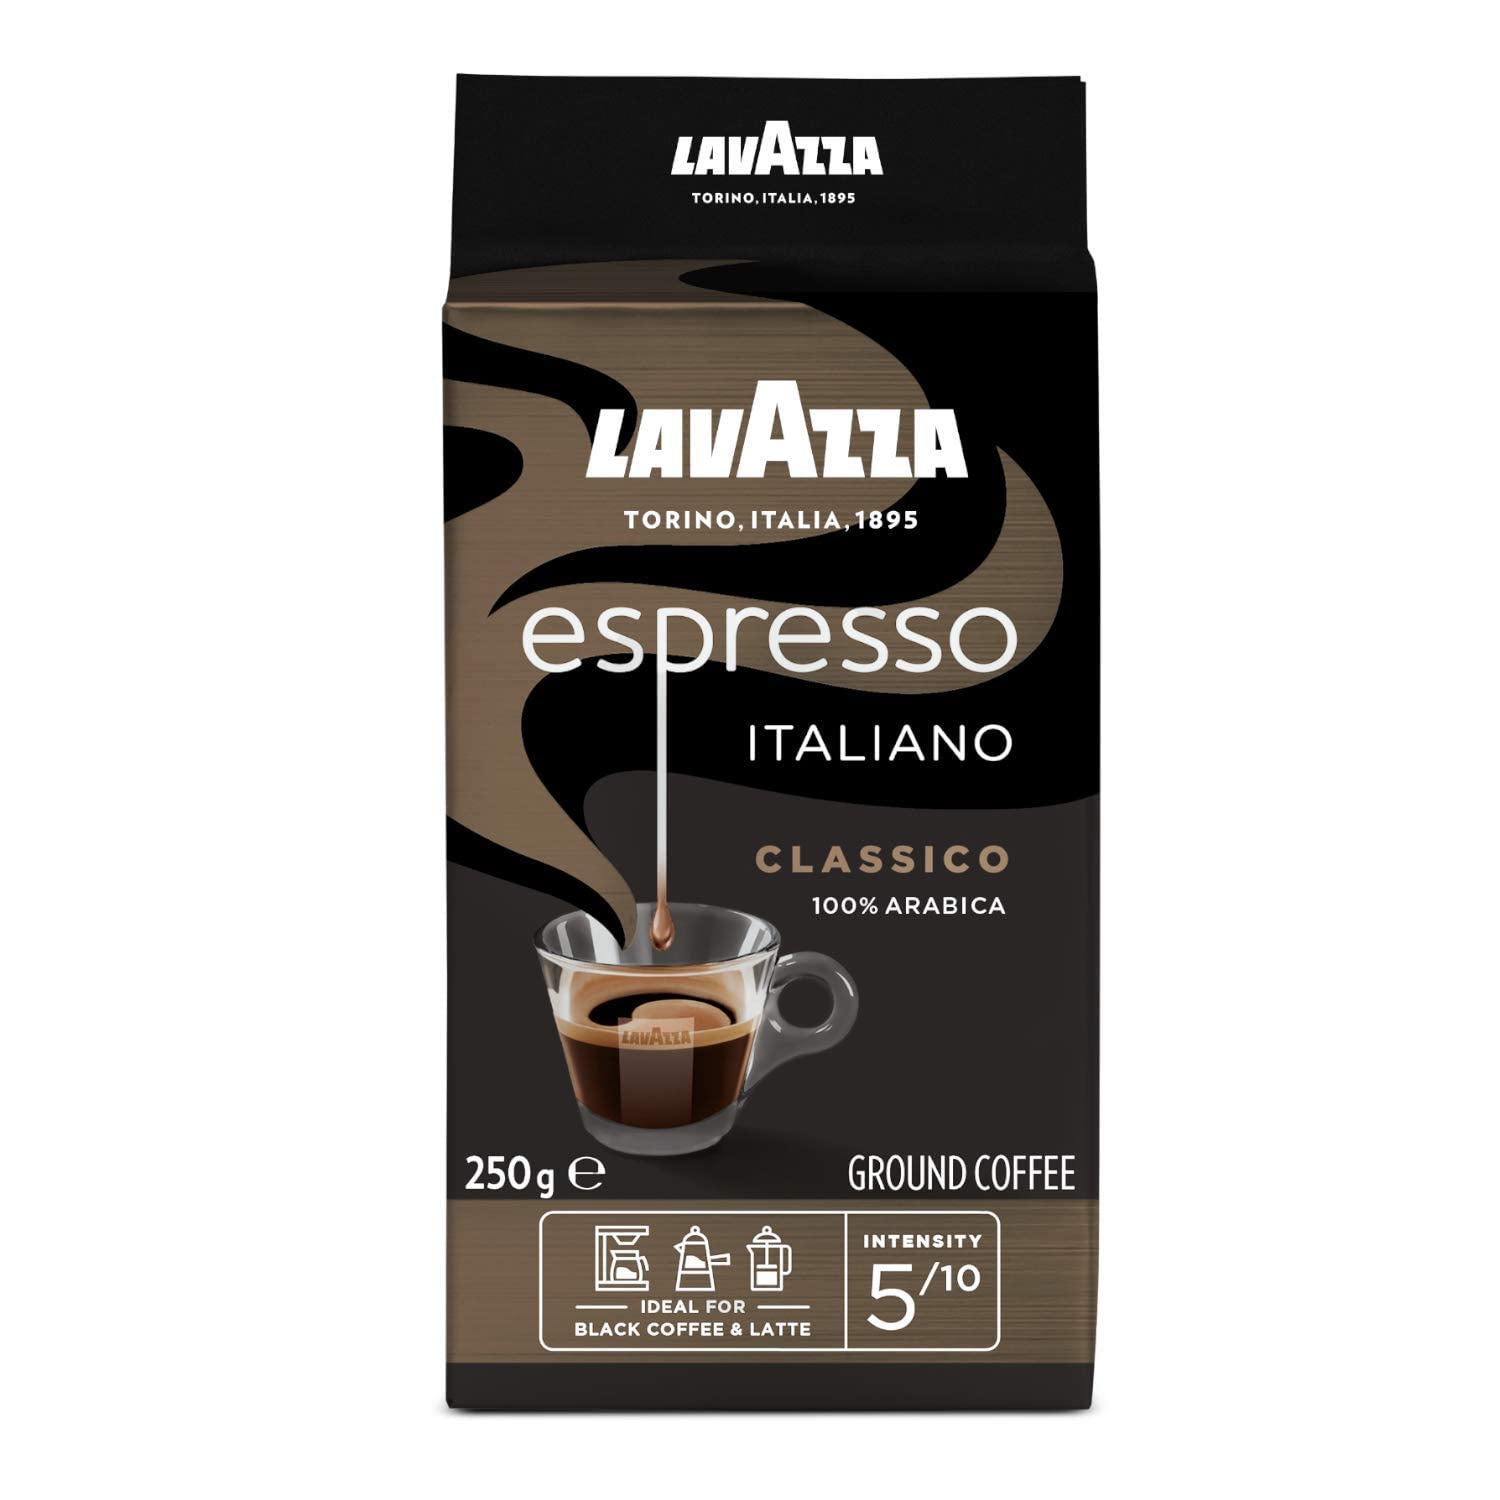 LAVAZZA
TORINO, ITALIA, 1895
LAVAZZA
TORINO, ITALIA, 1895
espresso
ITALIANO
CLASSICO
100% ARABICA
LAVAZZA
250g ℮
GROUND COFFEE
IDEAL FOR
BLACK COFFEE & LATTE
INTENSITY
5/10